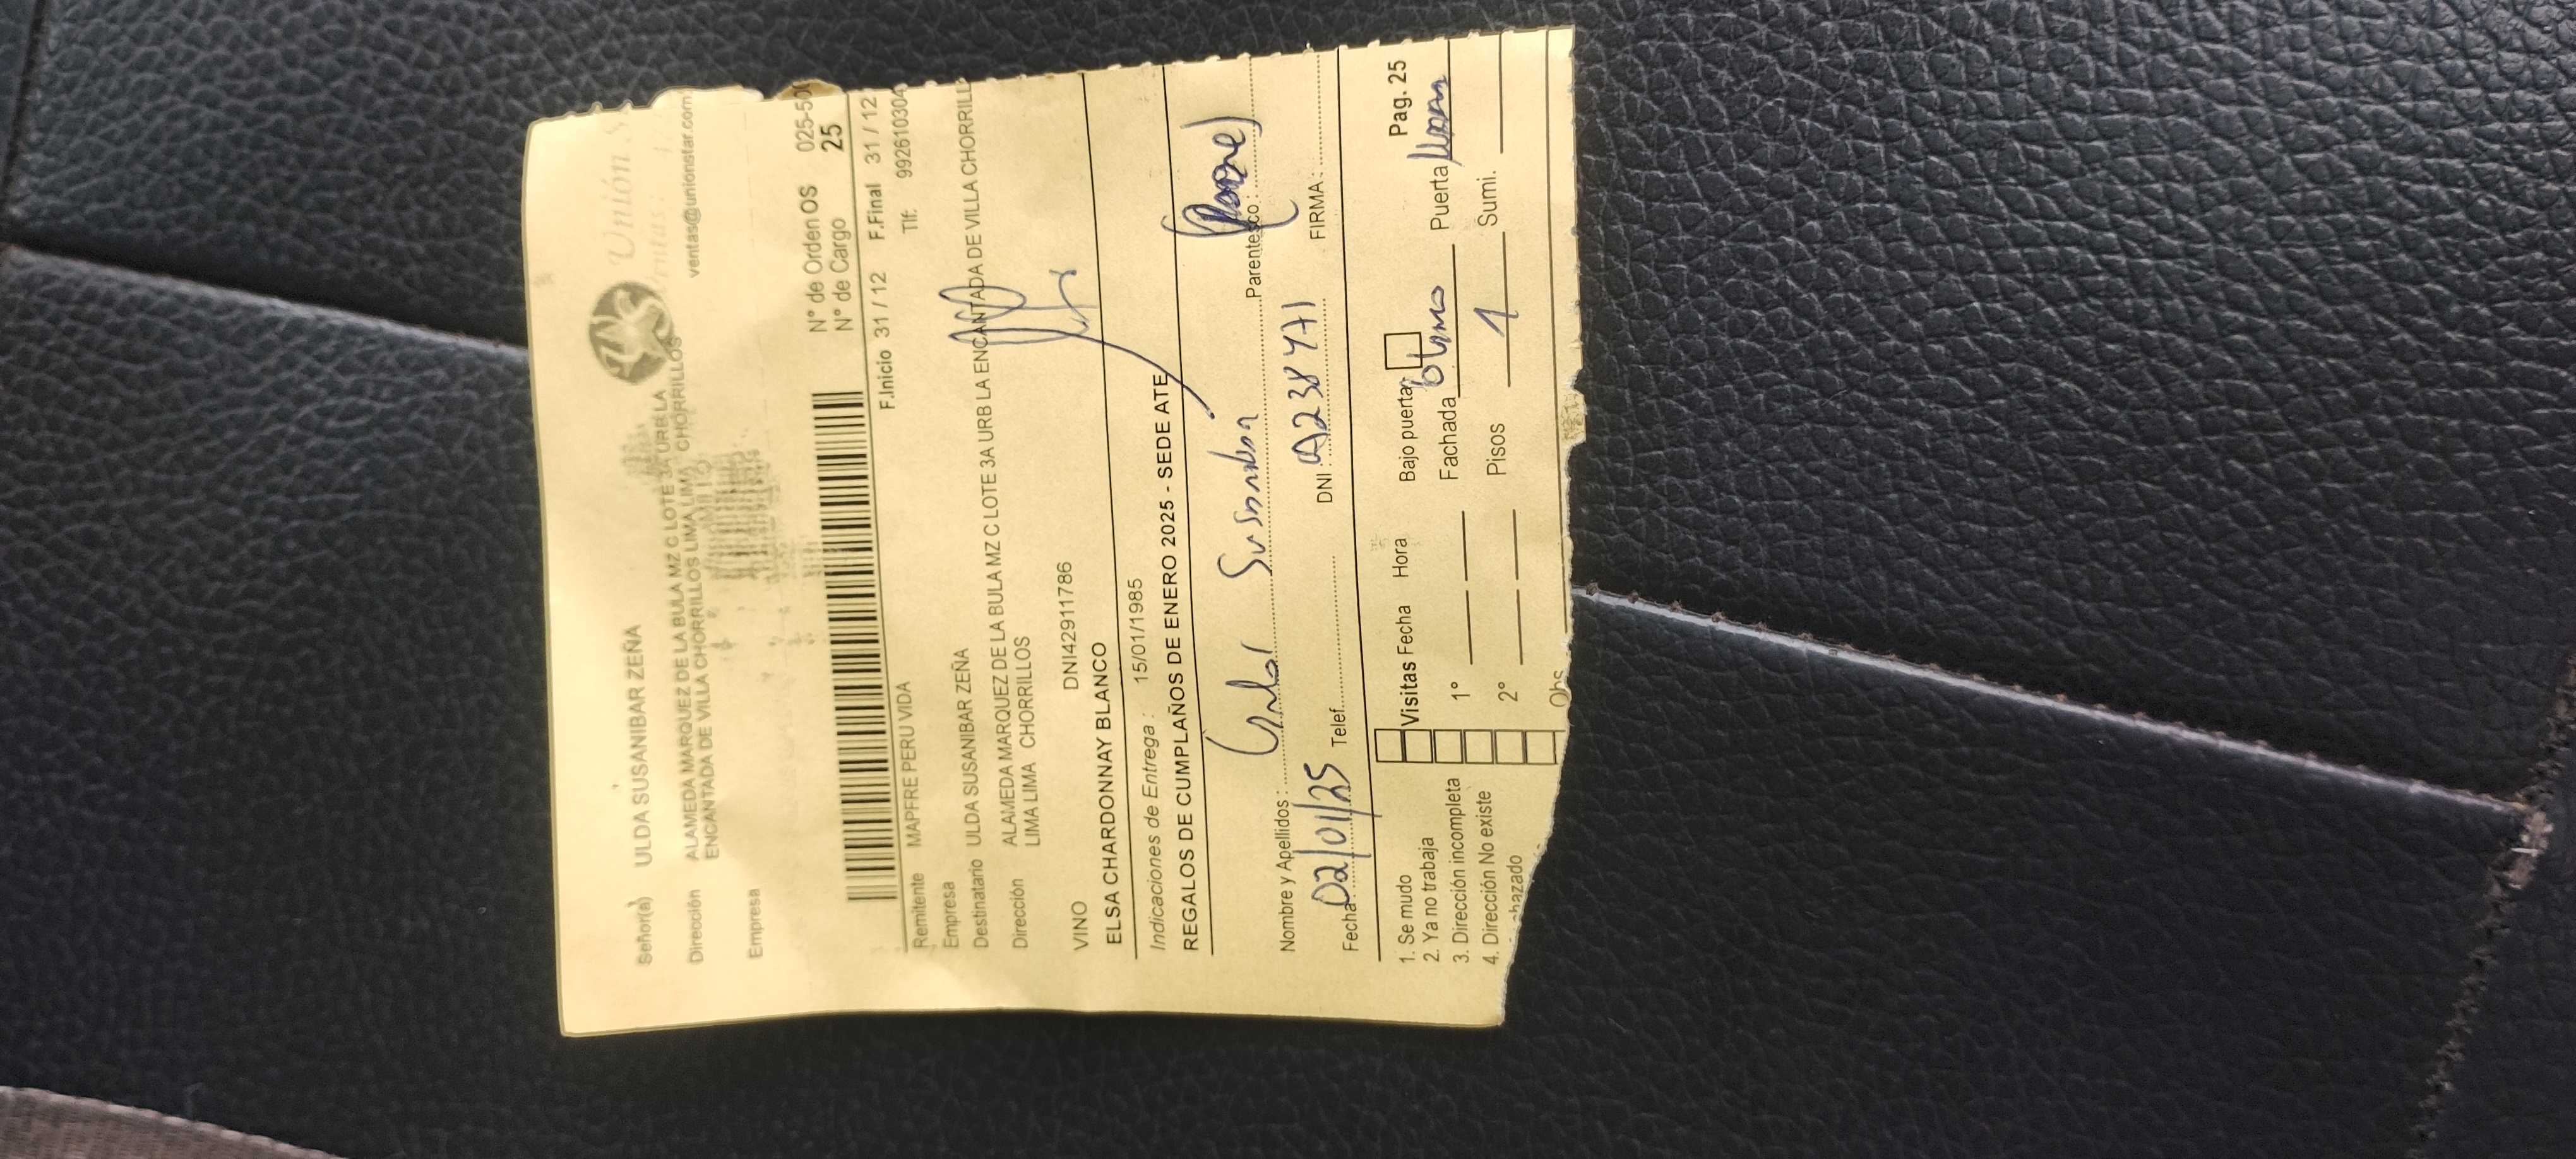 Unión S
ventas@unionstar.com
Señor(a) ULDA SUSANIBAR ZEÑA
Dirección ALAMEDA MARQUEZ DE LA BULA MZ C LOTE 3A URB LA
ENCANTADA DE VILLA CHORRILLOS LIMA LIMA CHORRILLOS
Empresa
N° de Orden OS 025-50
N° de Cargo 25
F.Inicio 31 / 12 F.Final 31 / 12
Remitente MAPFRE PERU VIDA Tlf: 992610304
Empresa
Destinatario ULDA SUSANIBAR ZEÑA
Dirección ALAMEDA MARQUEZ DE LA BULA MZ C LOTE 3A URB LA ENCANTADA DE VILLA CHORRILL
LIMA LIMA CHORRILLOS
VINO DNI42911786
ELSA CHARDONNAY BLANCO
Indicaciones de Entrega : 15/01/1985
REGALOS DE CUMPLAÑOS DE ENERO 2025 - SEDE ATE
Nombre y Apellidos : Susanibar Parentesco :
Fecha 02/01/25 Telef. DNI : FIRMA :
1. Se mudo
2. Ya no trabaja
3. Dirección incompleta
4. Dirección No existe
chazado
Visitas Fecha Hora
1°
2°
Obs
Bajo puerta Pag. 25
Fachada Puerta
Pisos 1 Sumi.